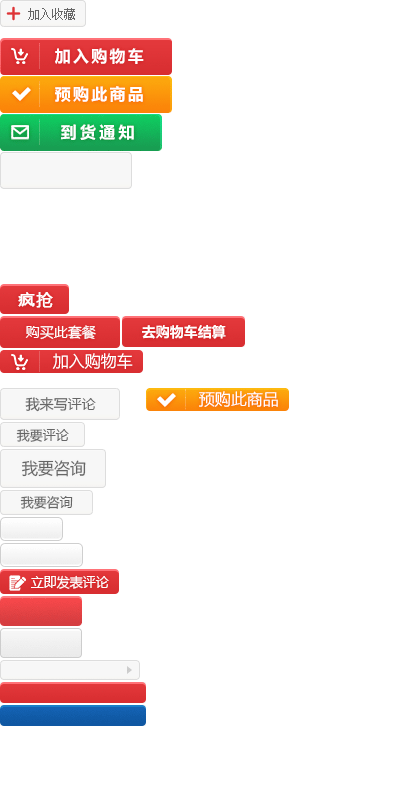 加入收藏
加入购物车
预购此商品
到货通知
疯抢
购买此套餐
去购物车结算
加入购物车
我来写评论
预购此商品
我要评论
我要咨询
我要咨询
立即发表评论